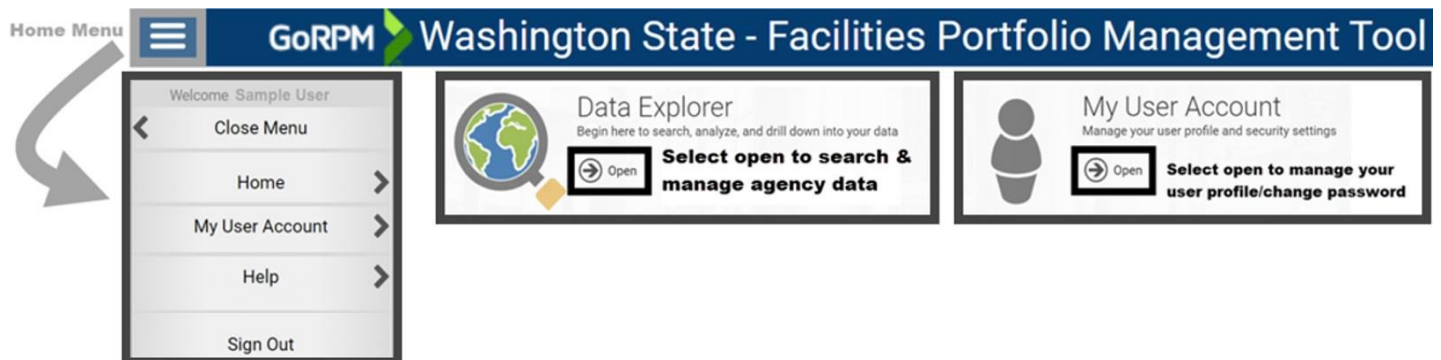 Home Menu
GoRPM Washington State - Facilities Portfolio Management Tool
Welcome Sample User
Close Menu
Home
My User Account
Help
Sign Out
Data Explorer
Begin here to search, analyze, and drill down into your data
Open
Select open to search &
manage agency data
My User Account
Manage your user profile and security settings
Open
Select open to manage your
user profile/change password